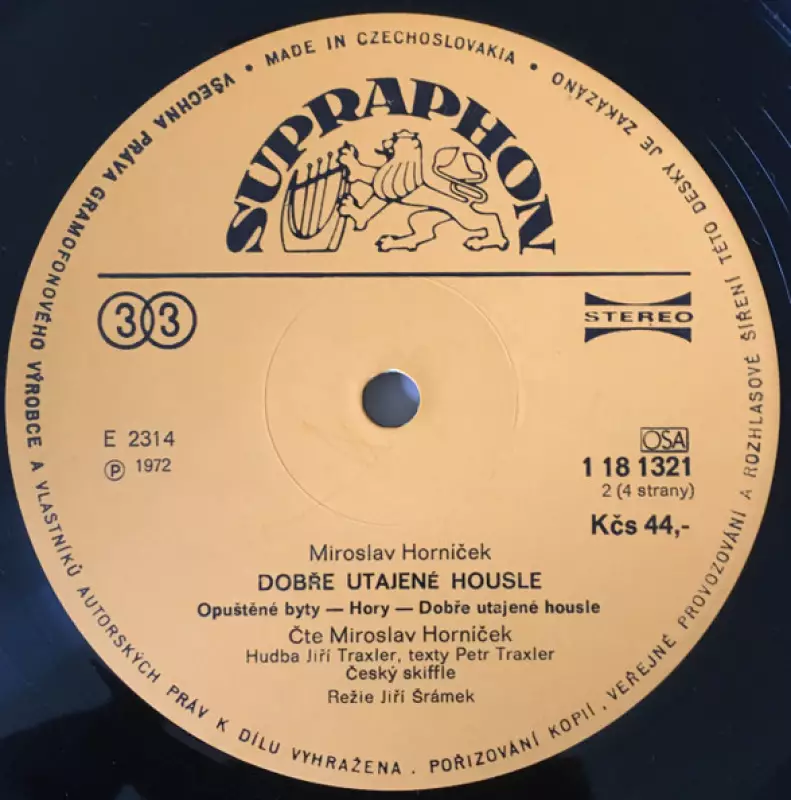 MADE IN CZECHOSLOVAKIA
SUPRAPHON
33
STEREO
E 2314
Ⓟ 1972
OSA
1 18 1321
2 (4 strany)
Kčs 44,-
Miroslav Horníček
DOBŘE UTAJENÉ HOUSLE
Opuštěné byty — Hory — Dobře utajené housle
Čte Miroslav Horníček
Hudba Jiří Traxler, texty Petr Traxler
Český skiffle
Režie Jiří Šrámek
VŠECHNA PRÁVA GRAMOFONOVÉHO VÝROBCE A VLASTNÍKŮ AUTORSKÝCH PRÁV K DÍLU VYHRAŽENA. POŘIZOVÁNÍ KOPIÍ, VEŘEJNÉ PROVOZOVÁNÍ A ROZHLASOVÉ ŠÍŘENÍ TÉTO DESKY JE ZAKÁZÁNO